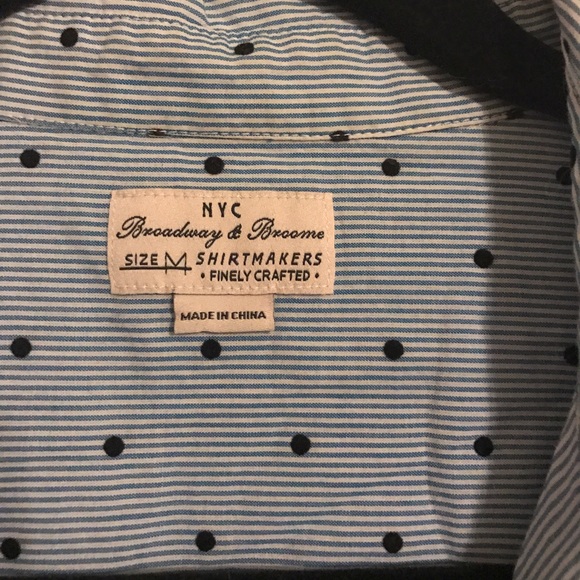 NYC
Broadway & Broome
SIZE M SHIRTMAKERS
• FINELY CRAFTED •
MADE IN CHINA